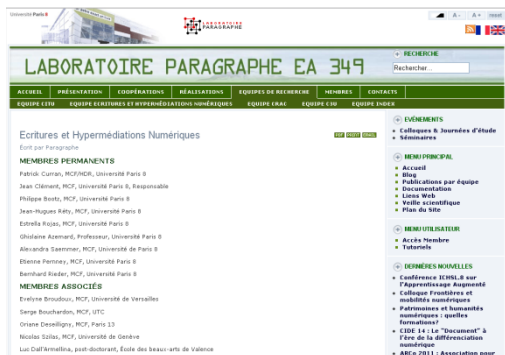 Université Paris 8
LABORATOIRE
PARAGRAPHE
A- A+ reset
LABORATOIRE PARAGRAPHE EA 349
RECHERCHE
Rechercher...
ACCUEIL PRÉSENTATION COOPÉRATIONS RÉALISATIONS EQUIPES DE RECHERCHE MEMBRES CONTACTS
EQUIPE CITU EQUIPE ECRITURES ET HYPERMÉDIATIONS NUMÉRIQUES EQUIPE CRAC EQUIPE C3U EQUIPE INDEX
Ecritures et Hypermédiations Numériques
PDF PRINT EMAIL
Ecrit par Paragraphe
MEMBRES PERMANENTS
Patrick Curran, MCF/HDR, Université Paris 8
Jean Clément, MCF, Université Paris 8, Responsable
Philippe Bootz, MCF, Université Paris 8
Jean-Hugues Réty, MCF, Université Paris 8
Estrella Rojas, MCF, Université Paris 8
Ghislaine Azemard, Professeur, Université Paris 8
Alexandra Saemmer, MCF, Université de Paris 8
Etienne Perenney, MCF, Université Paris 8
Bernhard Rieder, MCF, Université Paris 8
MEMBRES ASSOCIÉS
Evelyne Broudoux, MCF, Université de Versailles
Serge Bouchardon, MCF, UTC
Oriane Deseilligny, MCF, Paris 13
Nicolas Szilas, MCF, Université de Genève
Luc Dall'Armellina, post-doctorant, École des beaux-arts de Valence
EVÉNEMENTS
Colloques & Journées d'étude
Séminaires
MENU PRINCIPAL
Accueil
Blog
Publications par équipe
Documentation
Liens Web
Veille scientifique
Plan du Site
MENU UTILISATEUR
Accès Membre
Tutoriels
DERNIÈRES NOUVELLES
Conférence ICHSL.8 sur
l'Apprentissage Augmenté
Colloque Frontières et
mobilités numériques
Patrimoines et humanités
numériques : quelles
formations?
CIDE 14 : Le "Document" à
l'ère de la différenciation
numérique
ARCo 2011 : Association pour